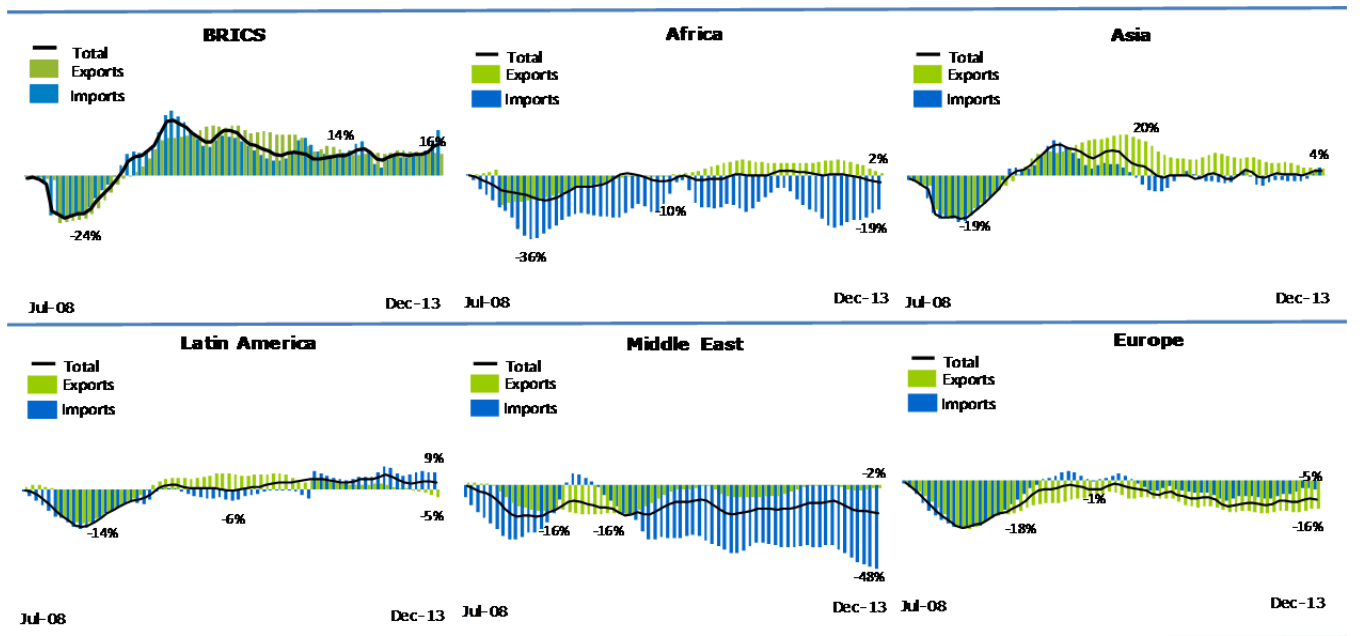 BRICS
Total
Exports
Imports
14%
16%
-24%
Jul-08
Dec-13
Africa
Total
Exports
Imports
2%
-10%
-19%
-36%
Jul-08
Dec-13
Asia
Total
Exports
Imports
20%
4%
-19%
Jul-08
Dec-13
Latin America
Total
Exports
Imports
9%
-6%
-5%
-14%
Jul-08
Dec-13
Middle East
Total
Exports
Imports
-2%
-16%
-16%
-48%
Jul-08
Dec-13
Europe
Total
Exports
Imports
-5%
-1%
-18%
-16%
Jul-08
Dec-13